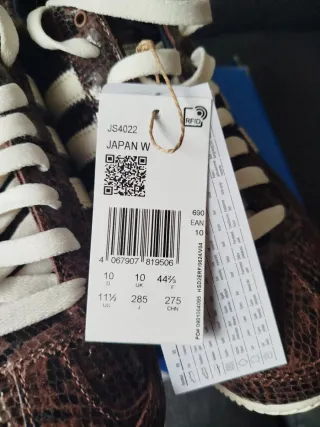 RFID
JS4022
JAPAN W
690
EAN
10
4 067907 819506
10 10 44⅔
D UK F
11½ 285 275
US J CHN